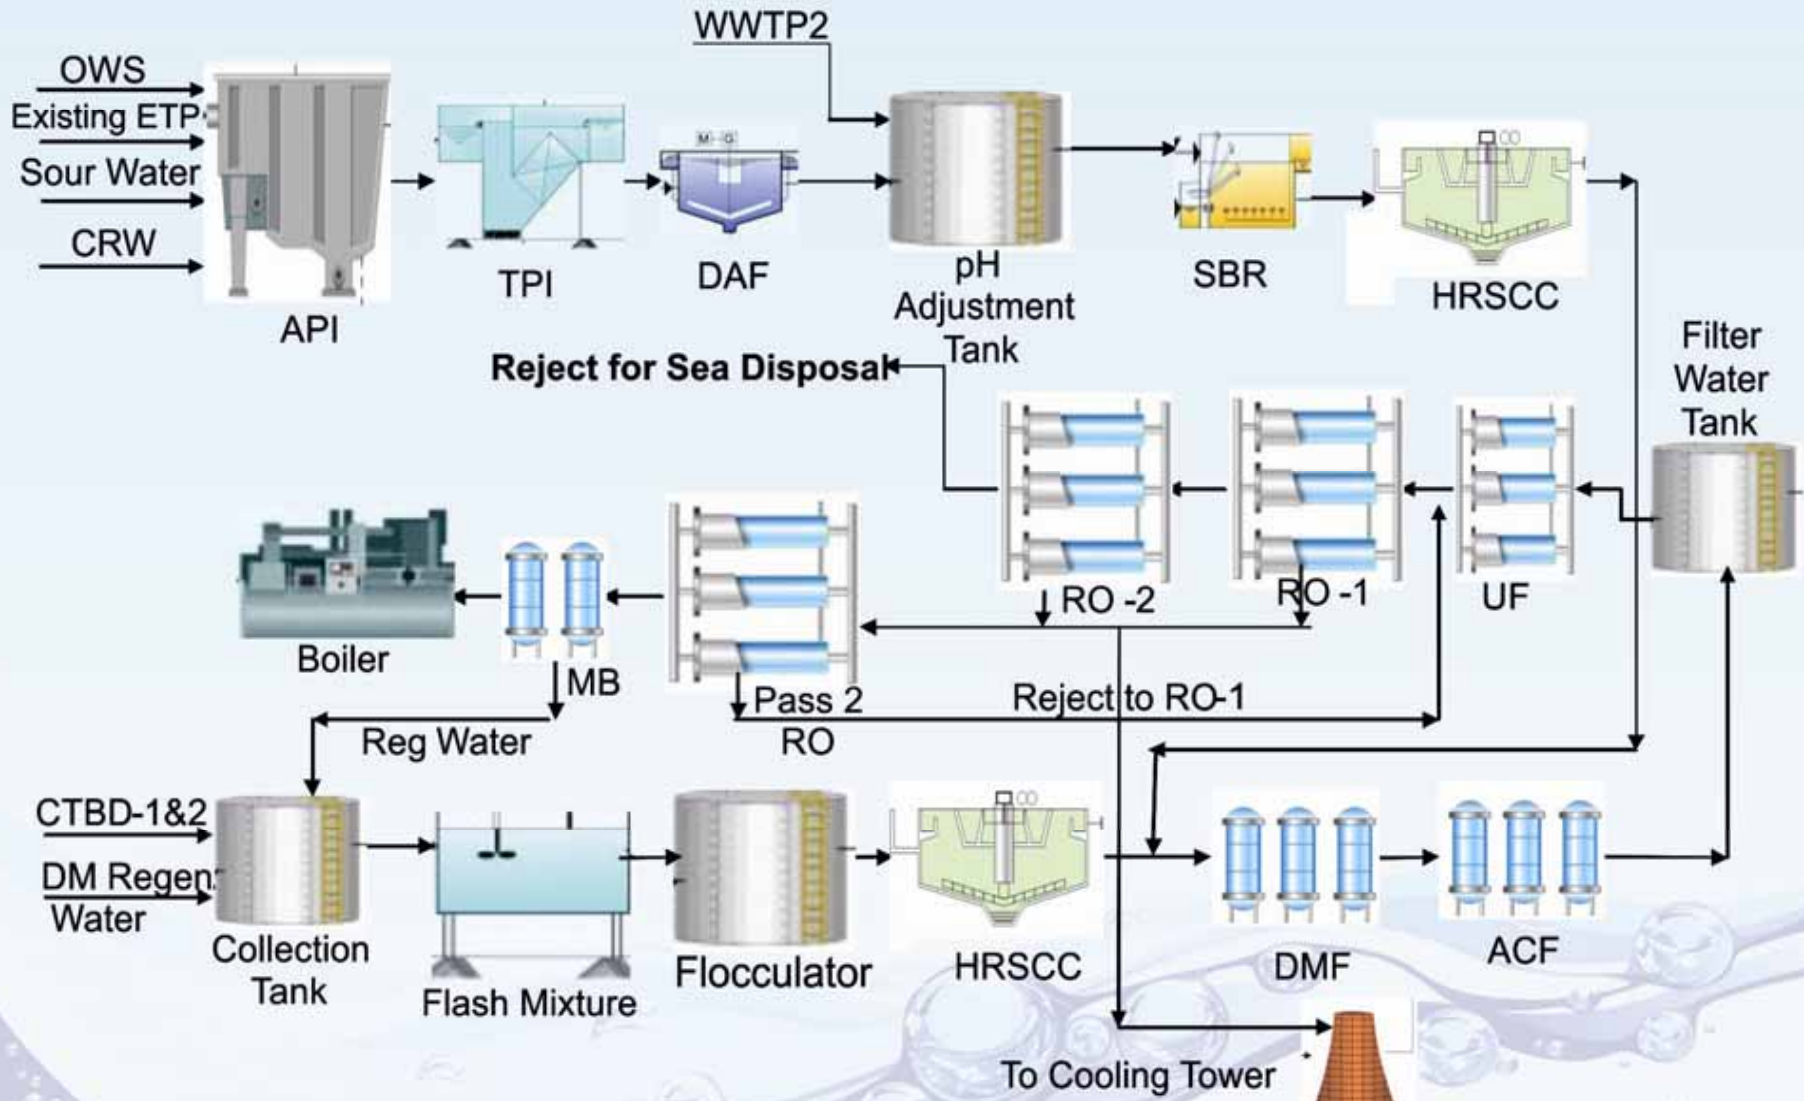 WWTP2
OWS
Existing ETP
Sour Water
CRW
API
TPI
M
G
DAF
pH
Adjustment
Tank
SBR
HRSCC
Filter
Water
Tank
Reject for Sea Disposal
RO -2
RO -1
UF
Boiler
MB
Pass 2
RO
Reject to RO-1
Reg Water
CTBD-1&2
DM Regen
Water
Collection
Tank
Flash Mixture
Flocculator
HRSCC
DMF
ACF
To Cooling Tower